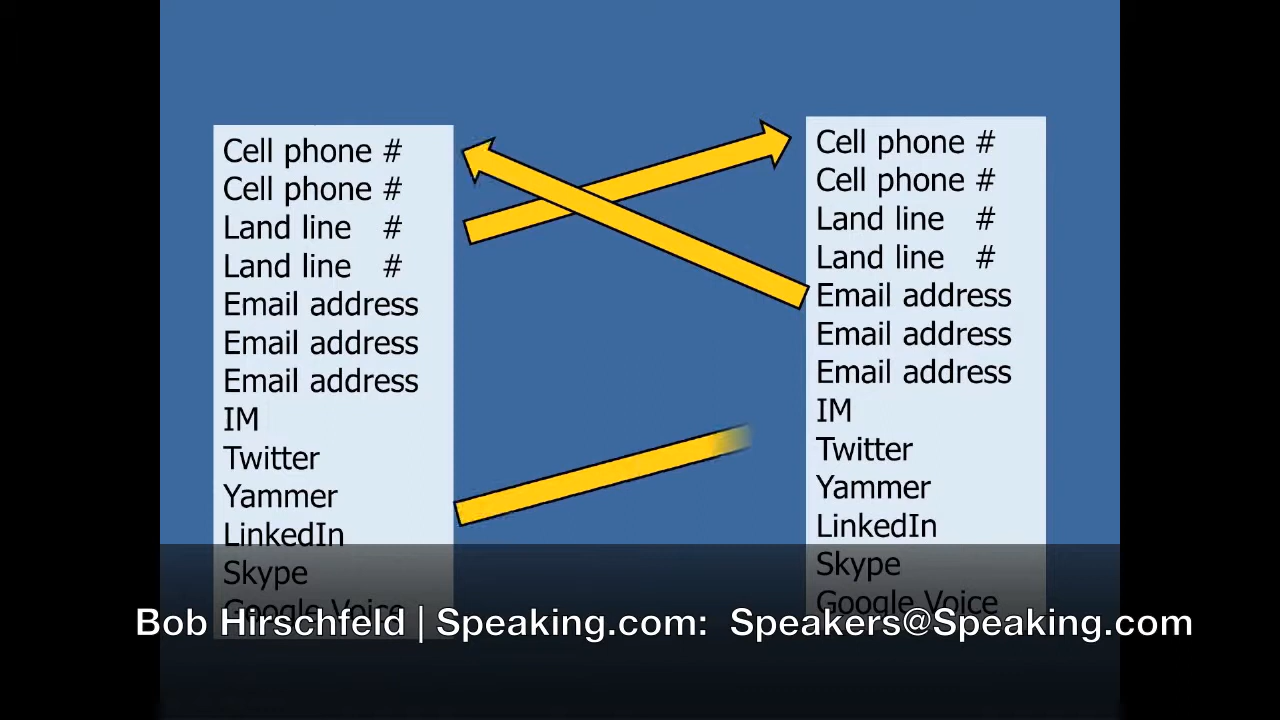 Cell phone #
Cell phone #
Land line #
Land line #
Email address
Email address
Email address
IM
Twitter
Yammer
LinkedIn
Skype
Google Voice
Cell phone #
Cell phone #
Land line #
Land line #
Email address
Email address
Email address
IM
Twitter
Yammer
LinkedIn
Skype
Google Voice
Bob Hirschfeld | Speaking.com: Speakers@Speaking.com